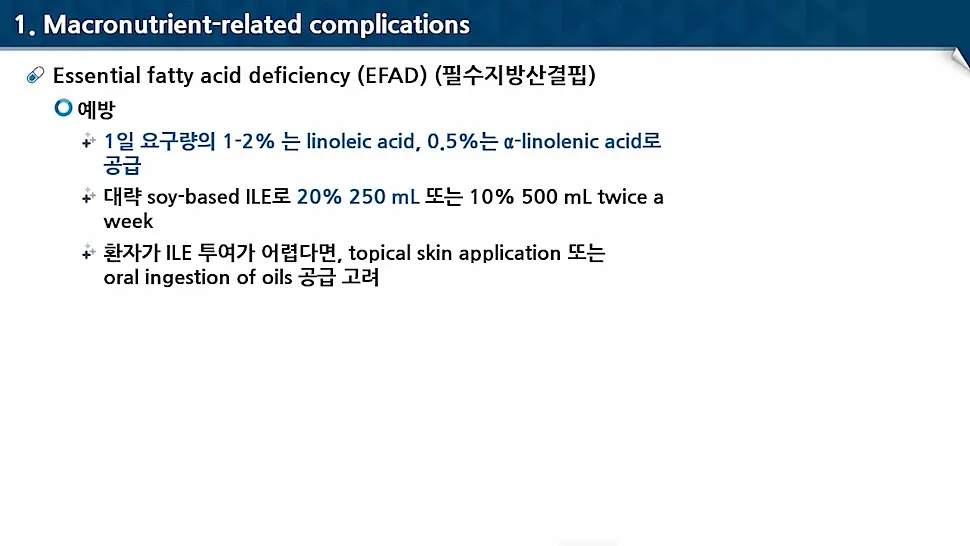 1. Macronutrient-related complications
Essential fatty acid deficiency (EFAD) (필수지방산결핍)
예방
1일 요구량의 1-2% 는 linoleic acid, 0.5%는 α-linolenic acid로
공급
대략 soy-based ILE로 20% 250 mL 또는 10% 500 mL twice a
week
환자가 ILE 투여가 어렵다면, topical skin application 또는
oral ingestion of oils 공급 고려